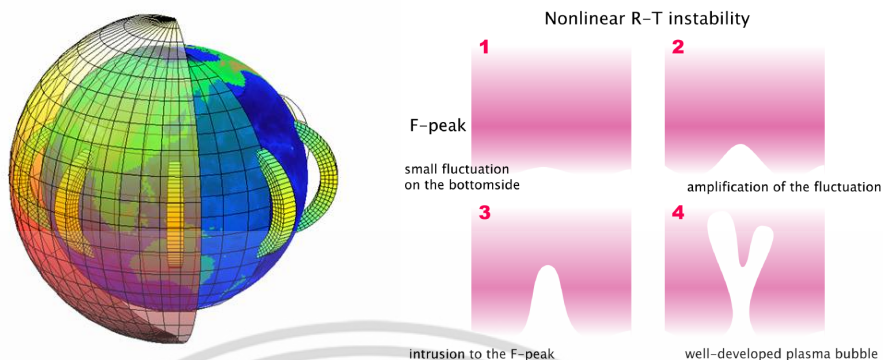 Nonlinear R-T instability
1
2
F-peak
small fluctuation
on the bottomside
amplification of the fluctuation
3
4
intrusion to the F-peak
well-developed plasma bubble